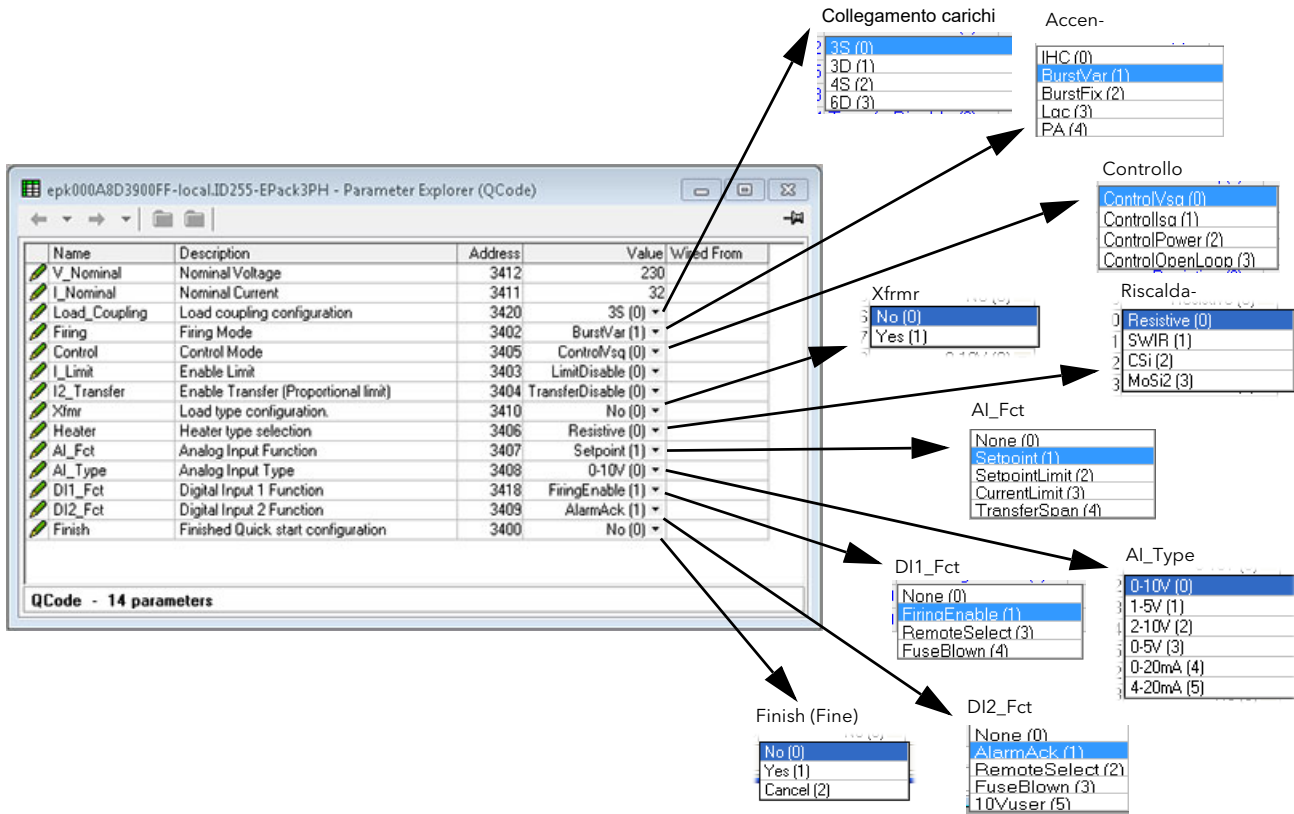 Collegamento carichi
3S (0)
3D (1)
4S (2)
6D (3)
Accen-
IHC (0)
BurstVar (1)
BurstFix (2)
Lac (3)
PA (4)
Controllo
ControlVsq (0)
ControlIsq (1)
ControlPower (2)
ControlOpenLoop (3)
Xfrmr
No (0)
Yes (1)
Riscalda-
Resistive (0)
SWIR (1)
CSi (2)
MoSi2 (3)
epk000A8D3900FF-local.ID255-EPack3PH - Parameter Explorer (QCode)
Name Description Address Value Wired From
V_Nominal Nominal Voltage 3412 230
I_Nominal Nominal Current 3411 32
Load_Coupling Load coupling configuration 3420 3S (0)
Firing Firing Mode 3402 BurstVar (1)
Control Control Mode 3405 ControlVsq (0)
I_Limit Enable Limit 3403 LimitDisable (0)
I2_Transfer Enable Transfer (Proportional limit) 3404 TransferDisable (0)
Xfmr Load type configuration. 3410 No (0)
Heater Heater type selection 3406 Resistive (0)
AI_Fct Analog Input Function 3407 Setpoint (1)
AI_Type Analog Input Type 3408 0-10V (0)
DI1_Fct Digital Input 1 Function 3418 FiringEnable (1)
DI2_Fct Digital Input 2 Function 3409 AlarmAck (1)
Finish Finished Quick start configuration 3400 No (0)
QCode - 14 parameters
AI_Fct
None (0)
Setpoint (1)
SetpointLimit (2)
CurrentLimit (3)
TransferSpan (4)
DI1_Fct
None (0)
FiringEnable (1)
RemoteSelect (3)
FuseBlown (4)
AI_Type
0-10V (0)
1-5V (1)
2-10V (2)
0-5V (3)
0-20mA (4)
4-20mA (5)
Finish (Fine)
No (0)
Yes (1)
Cancel (2)
DI2_Fct
None (0)
AlarmAck (1)
RemoteSelect (2)
FuseBlown (3)
10Vuser (5)